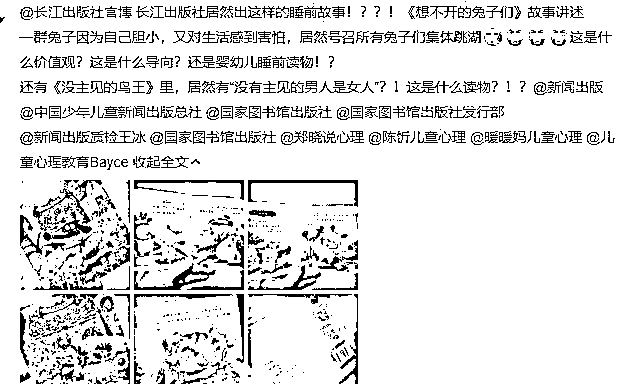 @长江出版社官博 长江出版社居然出这样的睡前故事！？？！《想不开的兔子们》故事讲述
一群兔子因为自己胆小，又对生活感到害怕，居然号召所有兔子们集体跳湖 这是什
么价值观？这是什么导向？还是婴幼儿睡前读物！？
还有《没主见的鸟王》里，居然有“没有主见的男人是女人”？！这是什么读物？！？@新闻出版
@中国少年儿童新闻出版总社 @国家图书馆出版社 @国家图书馆出版社发行部
@新闻出版质检王冰 @国家图书馆出版社 @郑晓说心理 @陈忻儿童心理 @暖暖妈儿童心理 @儿
童心理教育Bayce 收起全文